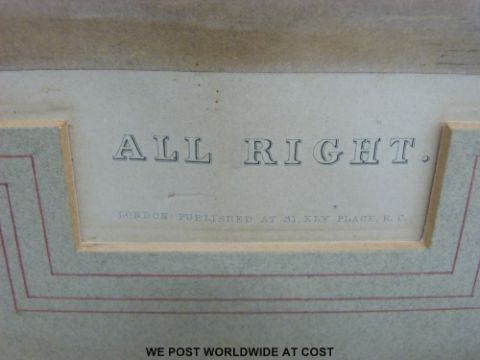 ALL RIGHT.
LONDON: PUBLISHED AT 31, ELY PLACE, E. C.
WE POST WORLDWIDE AT COST